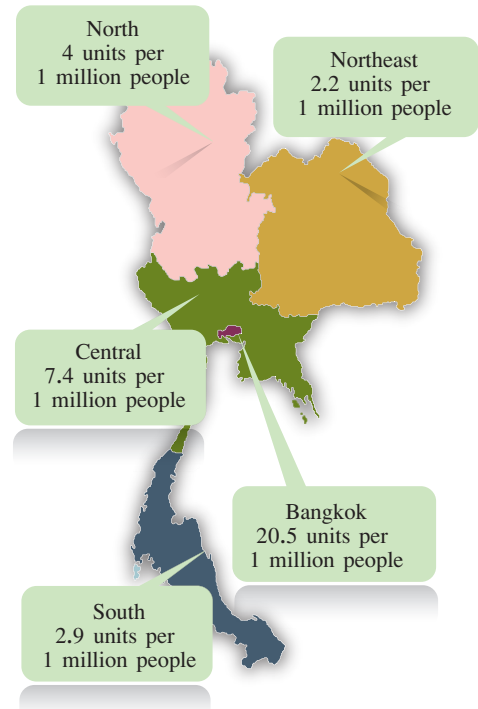 North
4 units per
1 million people
Northeast
2.2 units per
1 million people
Central
7.4 units per
1 million people
Bangkok
20.5 units per
1 million people
South
2.9 units per
1 million people